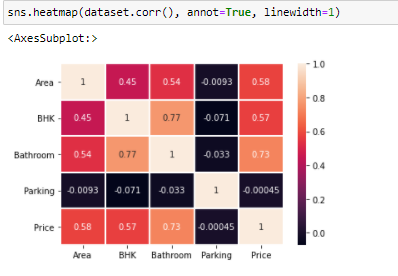 sns.heatmap(dataset.corr(), annot=True, linewidth=1)
<AxesSubplot:>
Area 1 0.45 0.54 -0.0093 0.58
BHK 0.45 1 0.77 -0.071 0.57
Bathroom 0.54 0.77 1 -0.033 0.73
Parking -0.0093 -0.071 -0.033 1 -0.00045
Price 0.58 0.57 0.73 -0.00045 1
Area BHK Bathroom Parking Price
1.0
0.8
0.6
0.4
0.2
0.0